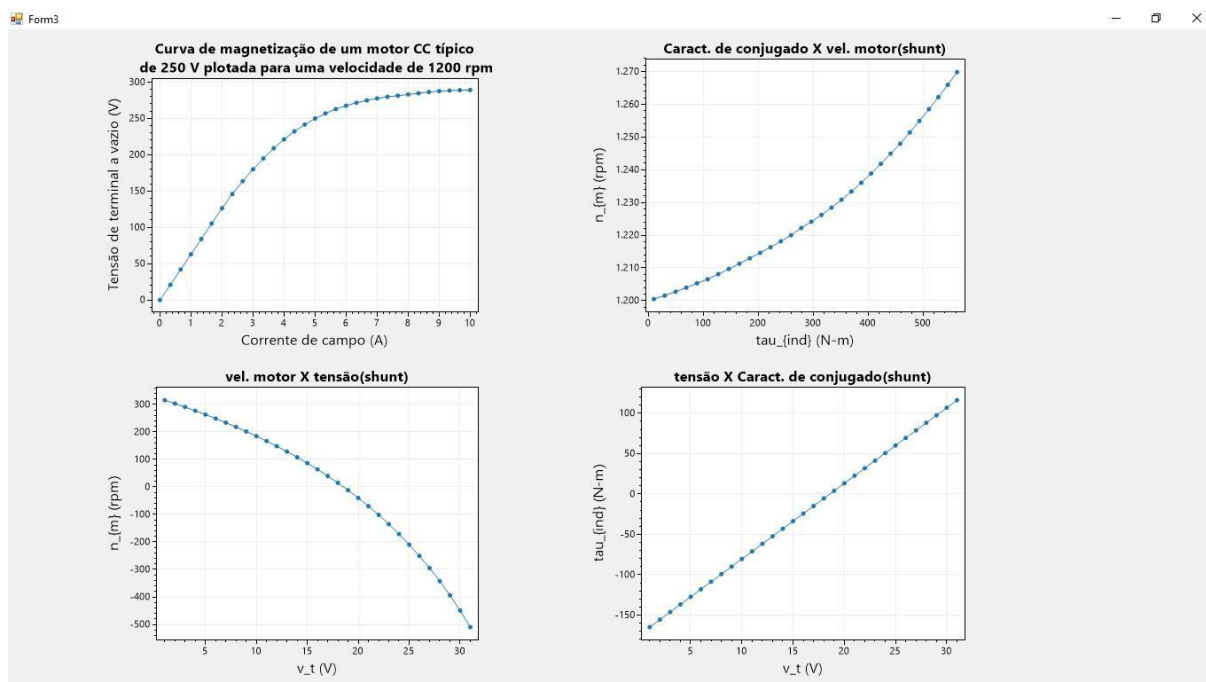 Form3
Curva de magnetização de um motor CC típico
de 250 V plotada para uma velocidade de 1200 rpm
Tensão de terminal a vazio (V)
300
250
200
150
100
50
0
0 1 2 3 4 5 6 7 8 9 10
Corrente de campo (A)
Caract. de conjugado X vel. motor(shunt)
n_{m} (rpm)
1.270
1.260
1.250
1.240
1.230
1.220
1.210
1.200
0 100 200 300 400 500
tau_{ind} (N-m)
vel. motor X tensão(shunt)
n_{m} (rpm)
300
200
100
0
-100
-200
-300
-400
-500
5 10 15 20 25 30
v_t (V)
tensão X Caract. de conjugado(shunt)
tau_{ind} (N-m)
100
50
0
-50
-100
-150
5 10 15 20 25 30
v_t (V)